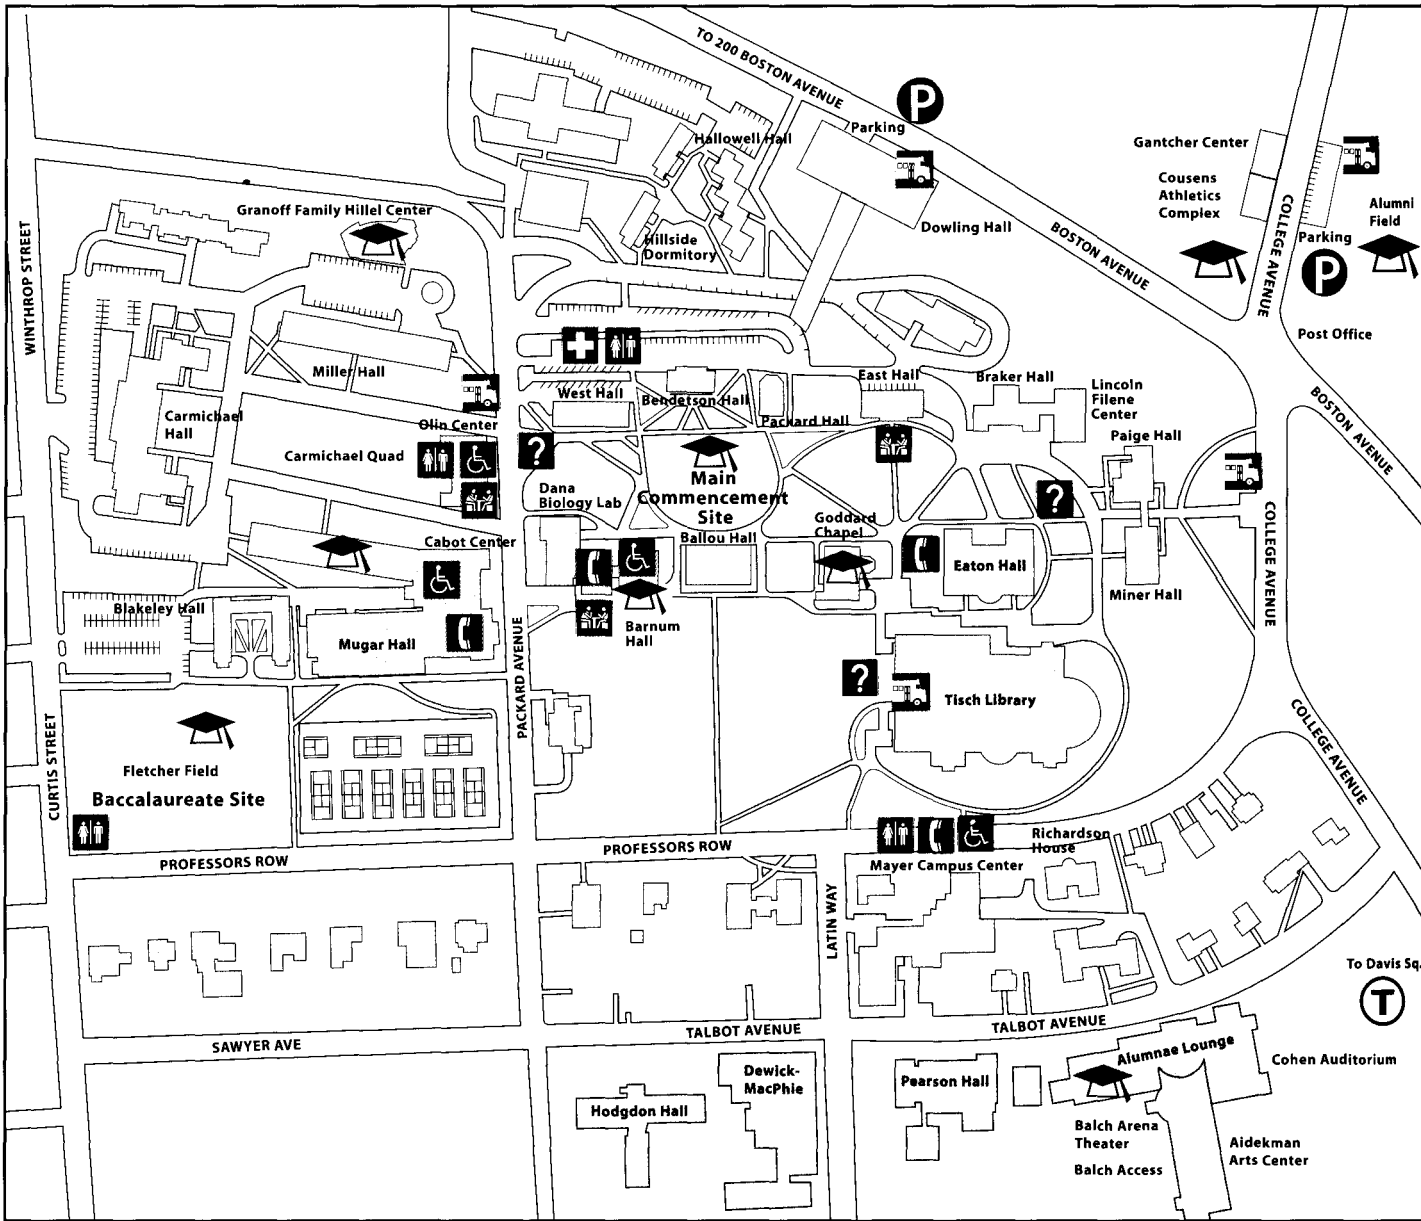 TO 200 BOSTON AVENUE
P
Parking
Hallowell Hall
Gantcher Center
Cousens
Athletics
Complex
Alumni
Field
COLLEGE AVENUE
Parking
P
Granoff Family Hillel Center
Hillside
Dormitory
Dowling Hall
BOSTON AVENUE
WINTHROP STREET
Post Office
Miller Hall
West Hall
Bendetson Hall
East Hall
Braker Hall
Lincoln
Filene
Center
BOSTON AVENUE
Carmichael
Hall
Olin Center
Packard Hall
Paige Hall
Carmichael Quad
?
Main
Commencement
Site
Dana
Biology Lab
?
Goddard
Chapel
Cabot Center
Ballou Hall
Eaton Hall
COLLEGE AVENUE
Miner Hall
Blakeley Hall
Mugar Hall
Barnum
Hall
PACKARD AVENUE
?
Tisch Library
COLLEGE AVENUE
CURTIS STREET
Fletcher Field
Baccalaureate Site
PROFESSORS ROW
PROFESSORS ROW
Richardson
House
Mayer Campus Center
LATIN WAY
To Davis Sq.
T
SAWYER AVE
TALBOT AVENUE
TALBOT AVENUE
Alumnae Lounge
Cohen Auditorium
Dewick-
MacPhie
Pearson Hall
Hodgdon Hall
Balch Arena
Theater
Balch Access
Aidekman
Arts Center